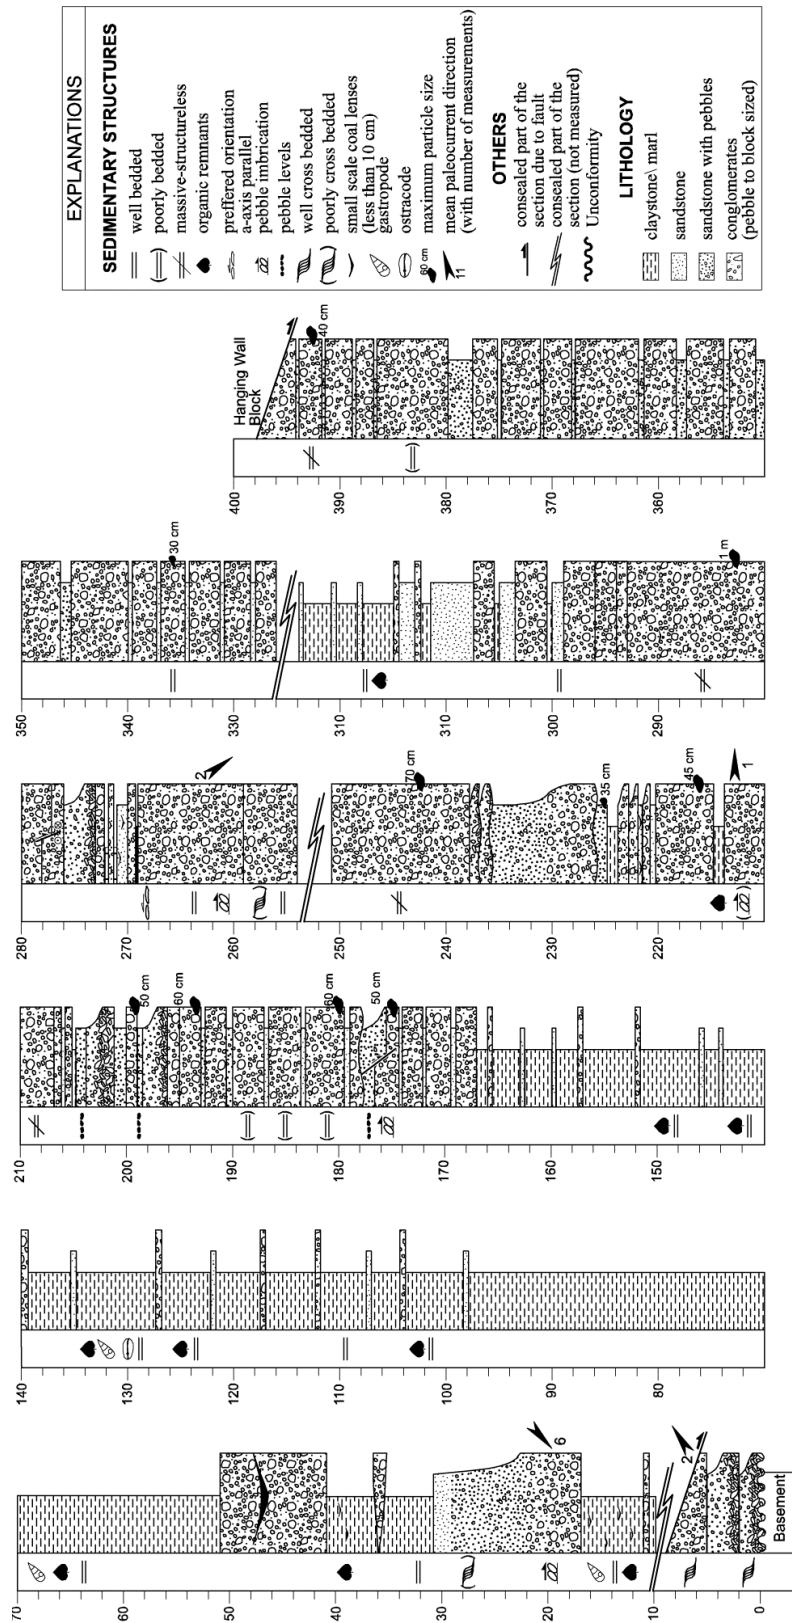 70
60
50
40
30
20
10
0
6
2
Basement
140
130
120
110
100
90
80
210
200
190
180
170
160
150
50 cm
60 cm
60 cm
50 cm
280
270
260
250
240
230
220
2
70 cm
35 cm
45 cm
1
350
340
330
310
310
300
290
30 cm
1 m
Hanging Wall
Block
400
390
380
370
360
40 cm
EXPLANATIONS
SEDIMENTARY STRUCTURES
well bedded
poorly bedded
massive-structureless
organic remnants
preffered orientation
a-axis parallel
pebble imbrication
pebble levels
well cross bedded
poorly cross bedded
small scale coal lenses
(less than 10 cm)
gastropode
ostracode
60 cm maximum particle size
11 mean paleocurrent direction
(with number of measurements)
OTHERS
consealed part of the
section due to fault
consealed part of the
section (not measured)
Unconformity
LITHOLOGY
claystone\ marl
sandstone
sandstone with pebbles
conglomerates
(pebble to block sized)